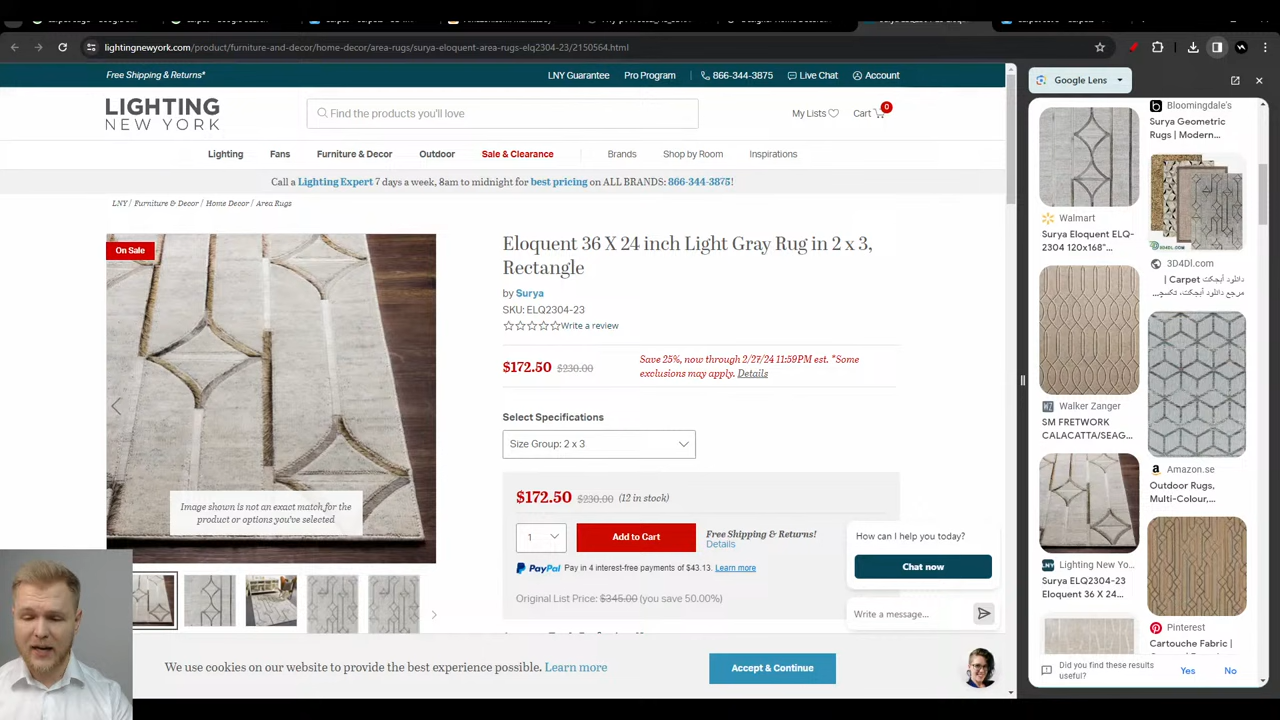 lightingnewyork.com/product/furniture-and-decor/home-decor/area-rugs/surya-eloquent-area-rugs-elq2304-23/2150564.html
Free Shipping & Returns*
LNY Guarantee
Pro Program
866-344-3875
Live Chat
Account
LIGHTING
NEW YORK
Find the products you'll love
My Lists
Cart
0
Lighting
Fans
Furniture & Decor
Outdoor
Sale & Clearance
Brands
Shop by Room
Inspirations
Call a Lighting Expert 7 days a week, 8am to midnight for best pricing on ALL BRANDS: 866-344-3875!
LNY / Furniture & Decor / Home Decor / Area Rugs
On Sale
Image shown is not an exact match for the
product or options you've selected
Eloquent 36 X 24 inch Light Gray Rug in 2 x 3,
Rectangle
by Surya
SKU: ELQ2304-23
Write a review
$172.50 $230.00
Save 25%, now through 2/27/24 11:59PM est. *Some
exclusions may apply. Details
Select Specifications
Size Group: 2 x 3
$172.50 $230.00 (12 in stock)
1
Add to Cart
Free Shipping & Returns!
Details
PayPal Pay in 4 interest-free payments of $43.13. Learn more
Original List Price: $345.00 (you save 50.00%)
How can I help you today?
Chat now
Write a message...
We use cookies on our website to provide the best experience possible. Learn more
Accept & Continue
Google Lens
Walmart
Surya Eloquent ELQ-
2304 120x168"...
Walker Zanger
SM FRETWORK
CALACATTA/SEAG...
LNY
Lighting New Yo...
Surya ELQ2304-23
Eloquent 36 X 24...
Bloomingdale's
Surya Geometric
Rugs | Modern...
3D4Dl.com
دانلود آبجکت Carpet |
مرجع دانلود آبجکت، تکسچ...
Amazon.se
Outdoor Rugs,
Multi-Colour,...
Pinterest
Cartouche Fabric |
Did you find these results
useful?
Yes
No